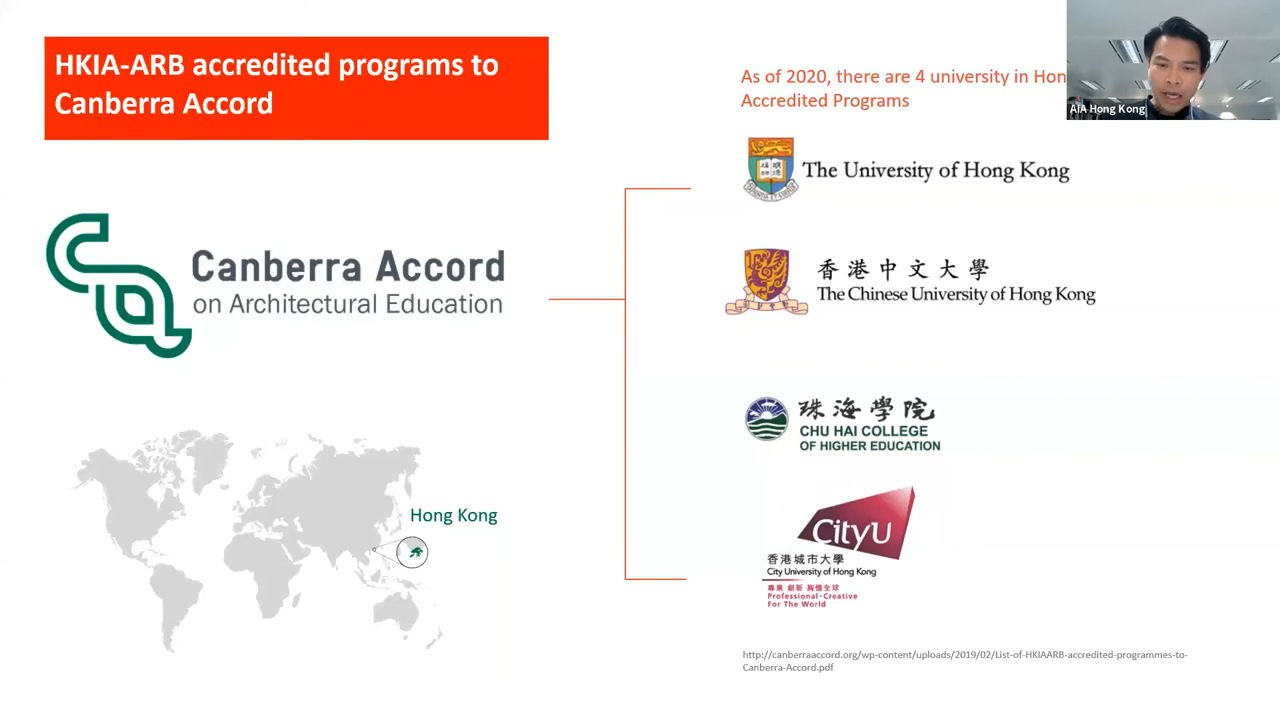 HKIA-ARB accredited programs to
Canberra Accord
Canberra Accord
on Architectural Education
Hong Kong
As of 2020, there are 4 university in Hon
Accredited Programs
AIA Hong Kong
The University of Hong Kong
香港中文大學
The Chinese University of Hong Kong
珠海學院
CHU HAI COLLEGE
OF HIGHER EDUCATION
CityU
香港城市大學
City University of Hong Kong
專業 創新 胸懷全球
Professional·Creative
For The World
http://canberraaccord.org/wp-content/uploads/2019/02/List-of-HKIAARB-accredited-programmes-to-
Canberra-Accord.pdf